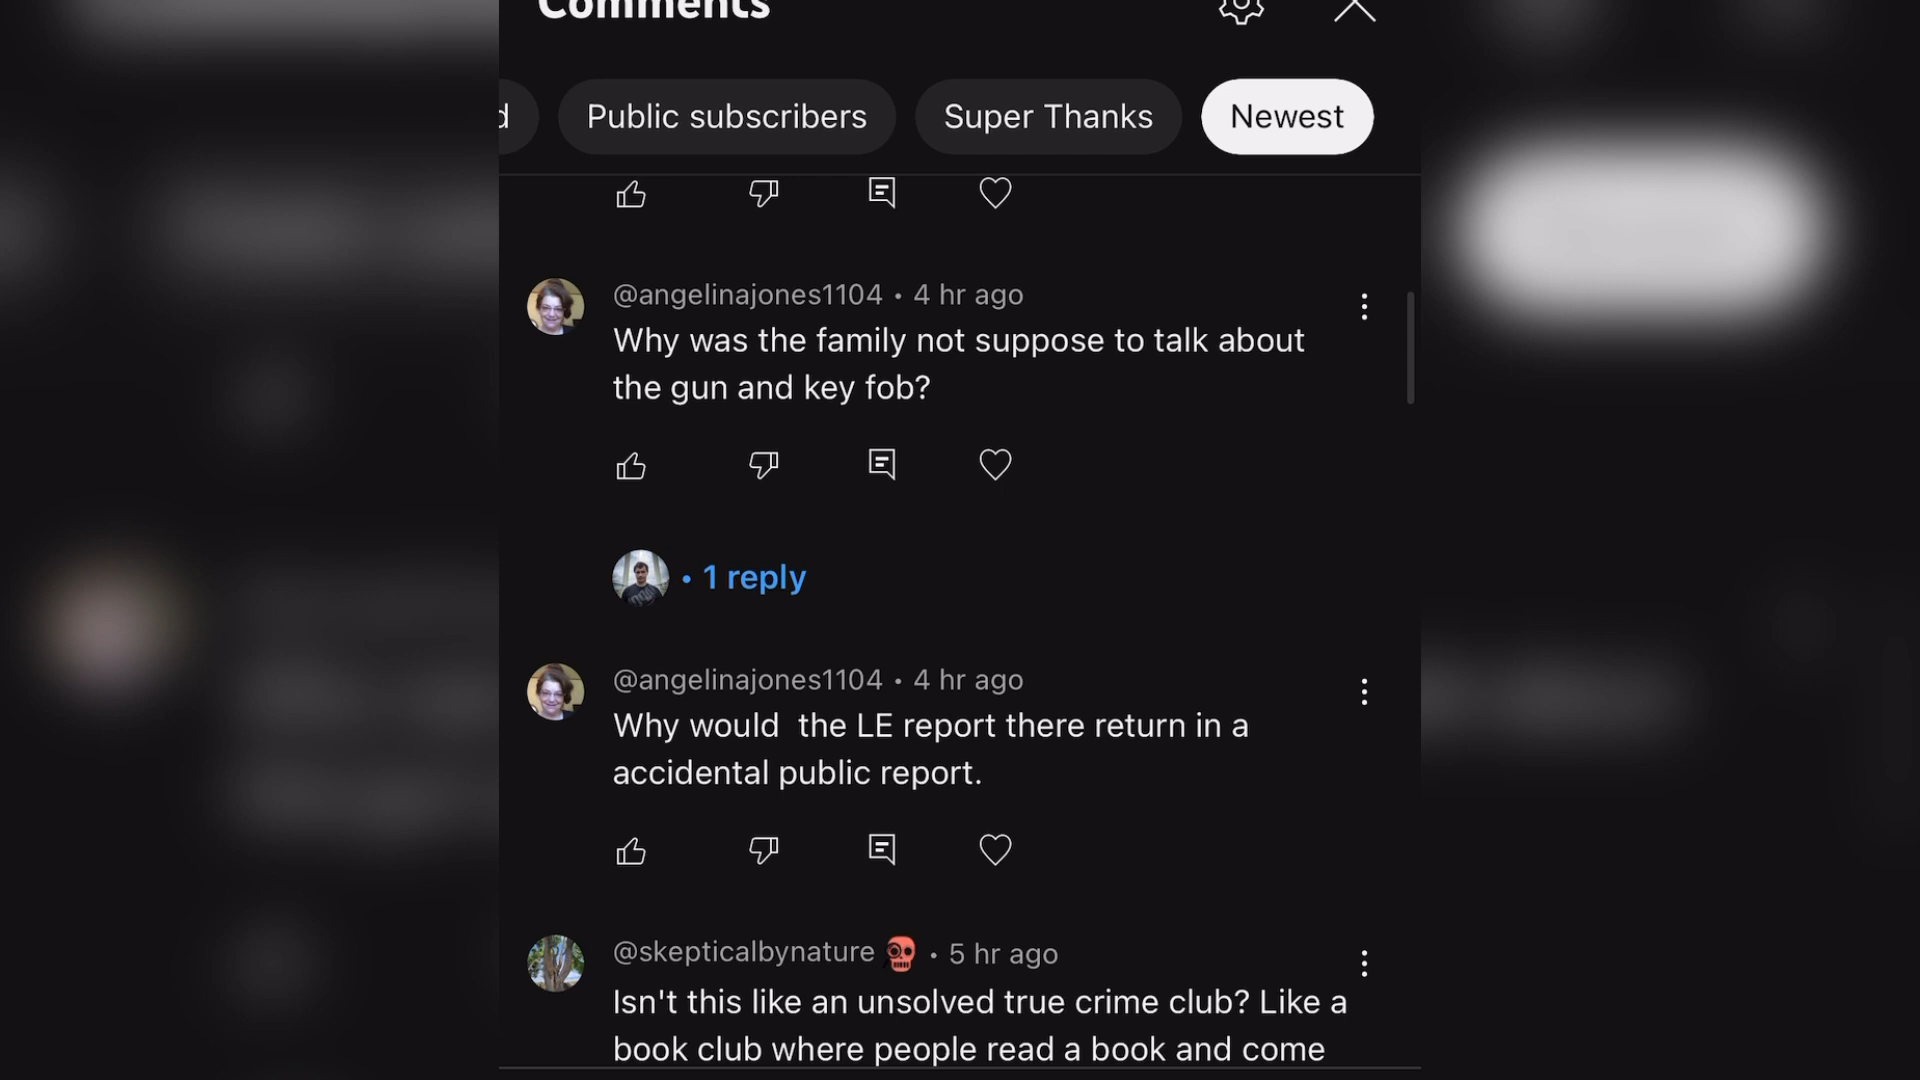 Comments
d
Public subscribers
Super Thanks
Newest
@angelinajones1104 • 4 hr ago
Why was the family not suppose to talk about
the gun and key fob?
• 1 reply
@angelinajones1104 • 4 hr ago
Why would  the LE report there return in a
accidental public report.
@skepticalbynature • 5 hr ago
Isn't this like an unsolved true crime club? Like a
book club where people read a book and come